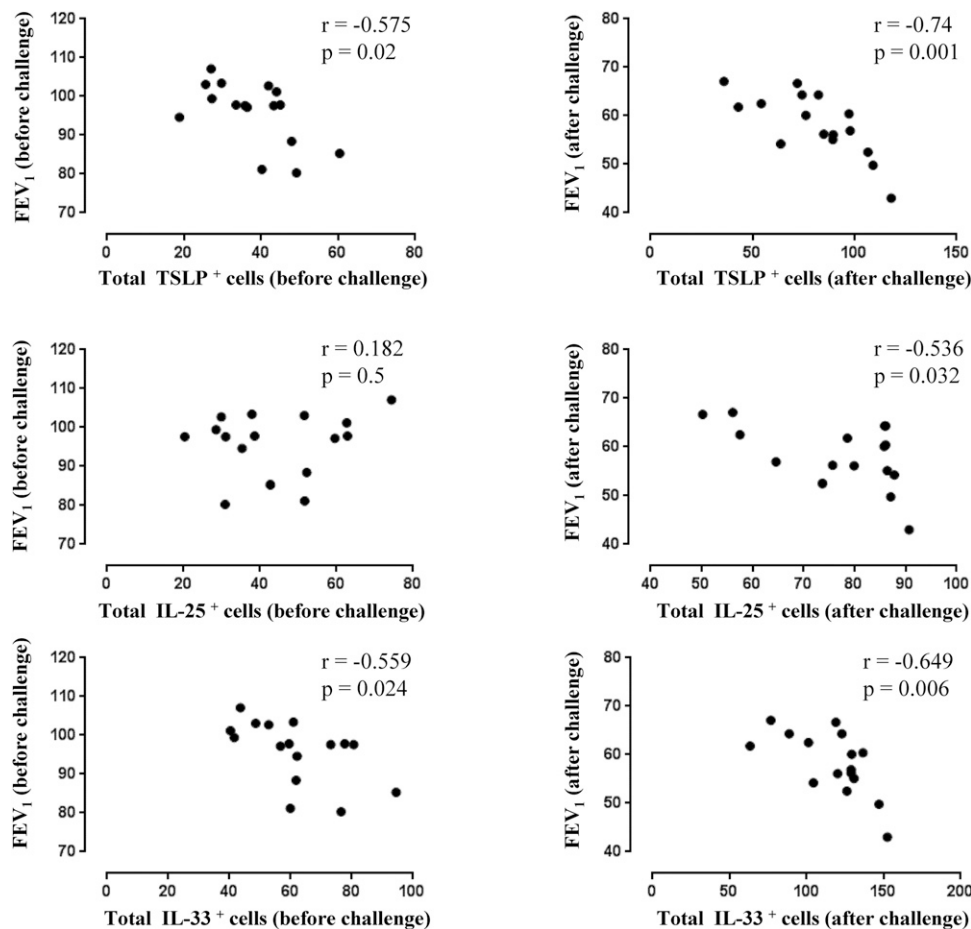 r = -0.575
p = 0.02
FEV1 (before challenge)
120
110
100
90
80
70
0 20 40 60 80
Total TSLP + cells (before challenge)
r = -0.74
p = 0.001
FEV1 (after challenge)
80
70
60
50
40
0 50 100 150
Total TSLP + cells (after challenge)
r = 0.182
p = 0.5
FEV1 (before challenge)
120
110
100
90
80
70
0 20 40 60 80
Total IL-25 + cells (before challenge)
r = -0.536
p = 0.032
FEV1 (after challenge)
80
70
60
50
40
40 50 60 70 80 90 100
Total IL-25 + cells (after challenge)
r = -0.559
p = 0.024
FEV1 (before challenge)
120
110
100
90
80
70
0 20 40 60 80 100
Total IL-33 + cells (before challenge)
r = -0.649
p = 0.006
FEV1 (after challenge)
80
70
60
50
40
0 50 100 150 200
Total IL-33 + cells (after challenge)